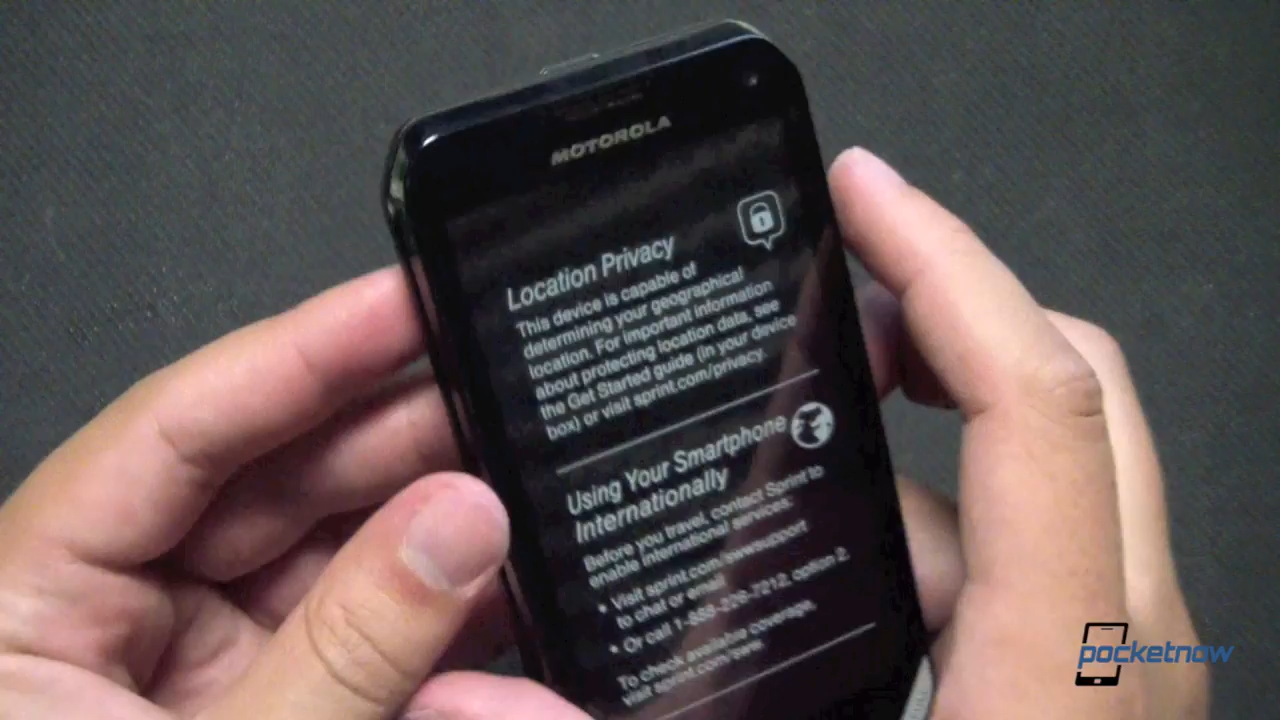 MOTOROLA
Location Privacy
This device is capable of
determining your geographical
location. For important information
about protecting location data, see
the Get Started guide (in your device
box) or visit sprint.com/privacy.
Using Your Smartphone
Internationally
Before you travel, contact Sprint to
enable international services:
• Visit sprint.com/swwsupport
to chat or email
• Or call 1-888-226-7212, option 2.
To check available coverage,
visit sprint.com/sww.
pocketnow